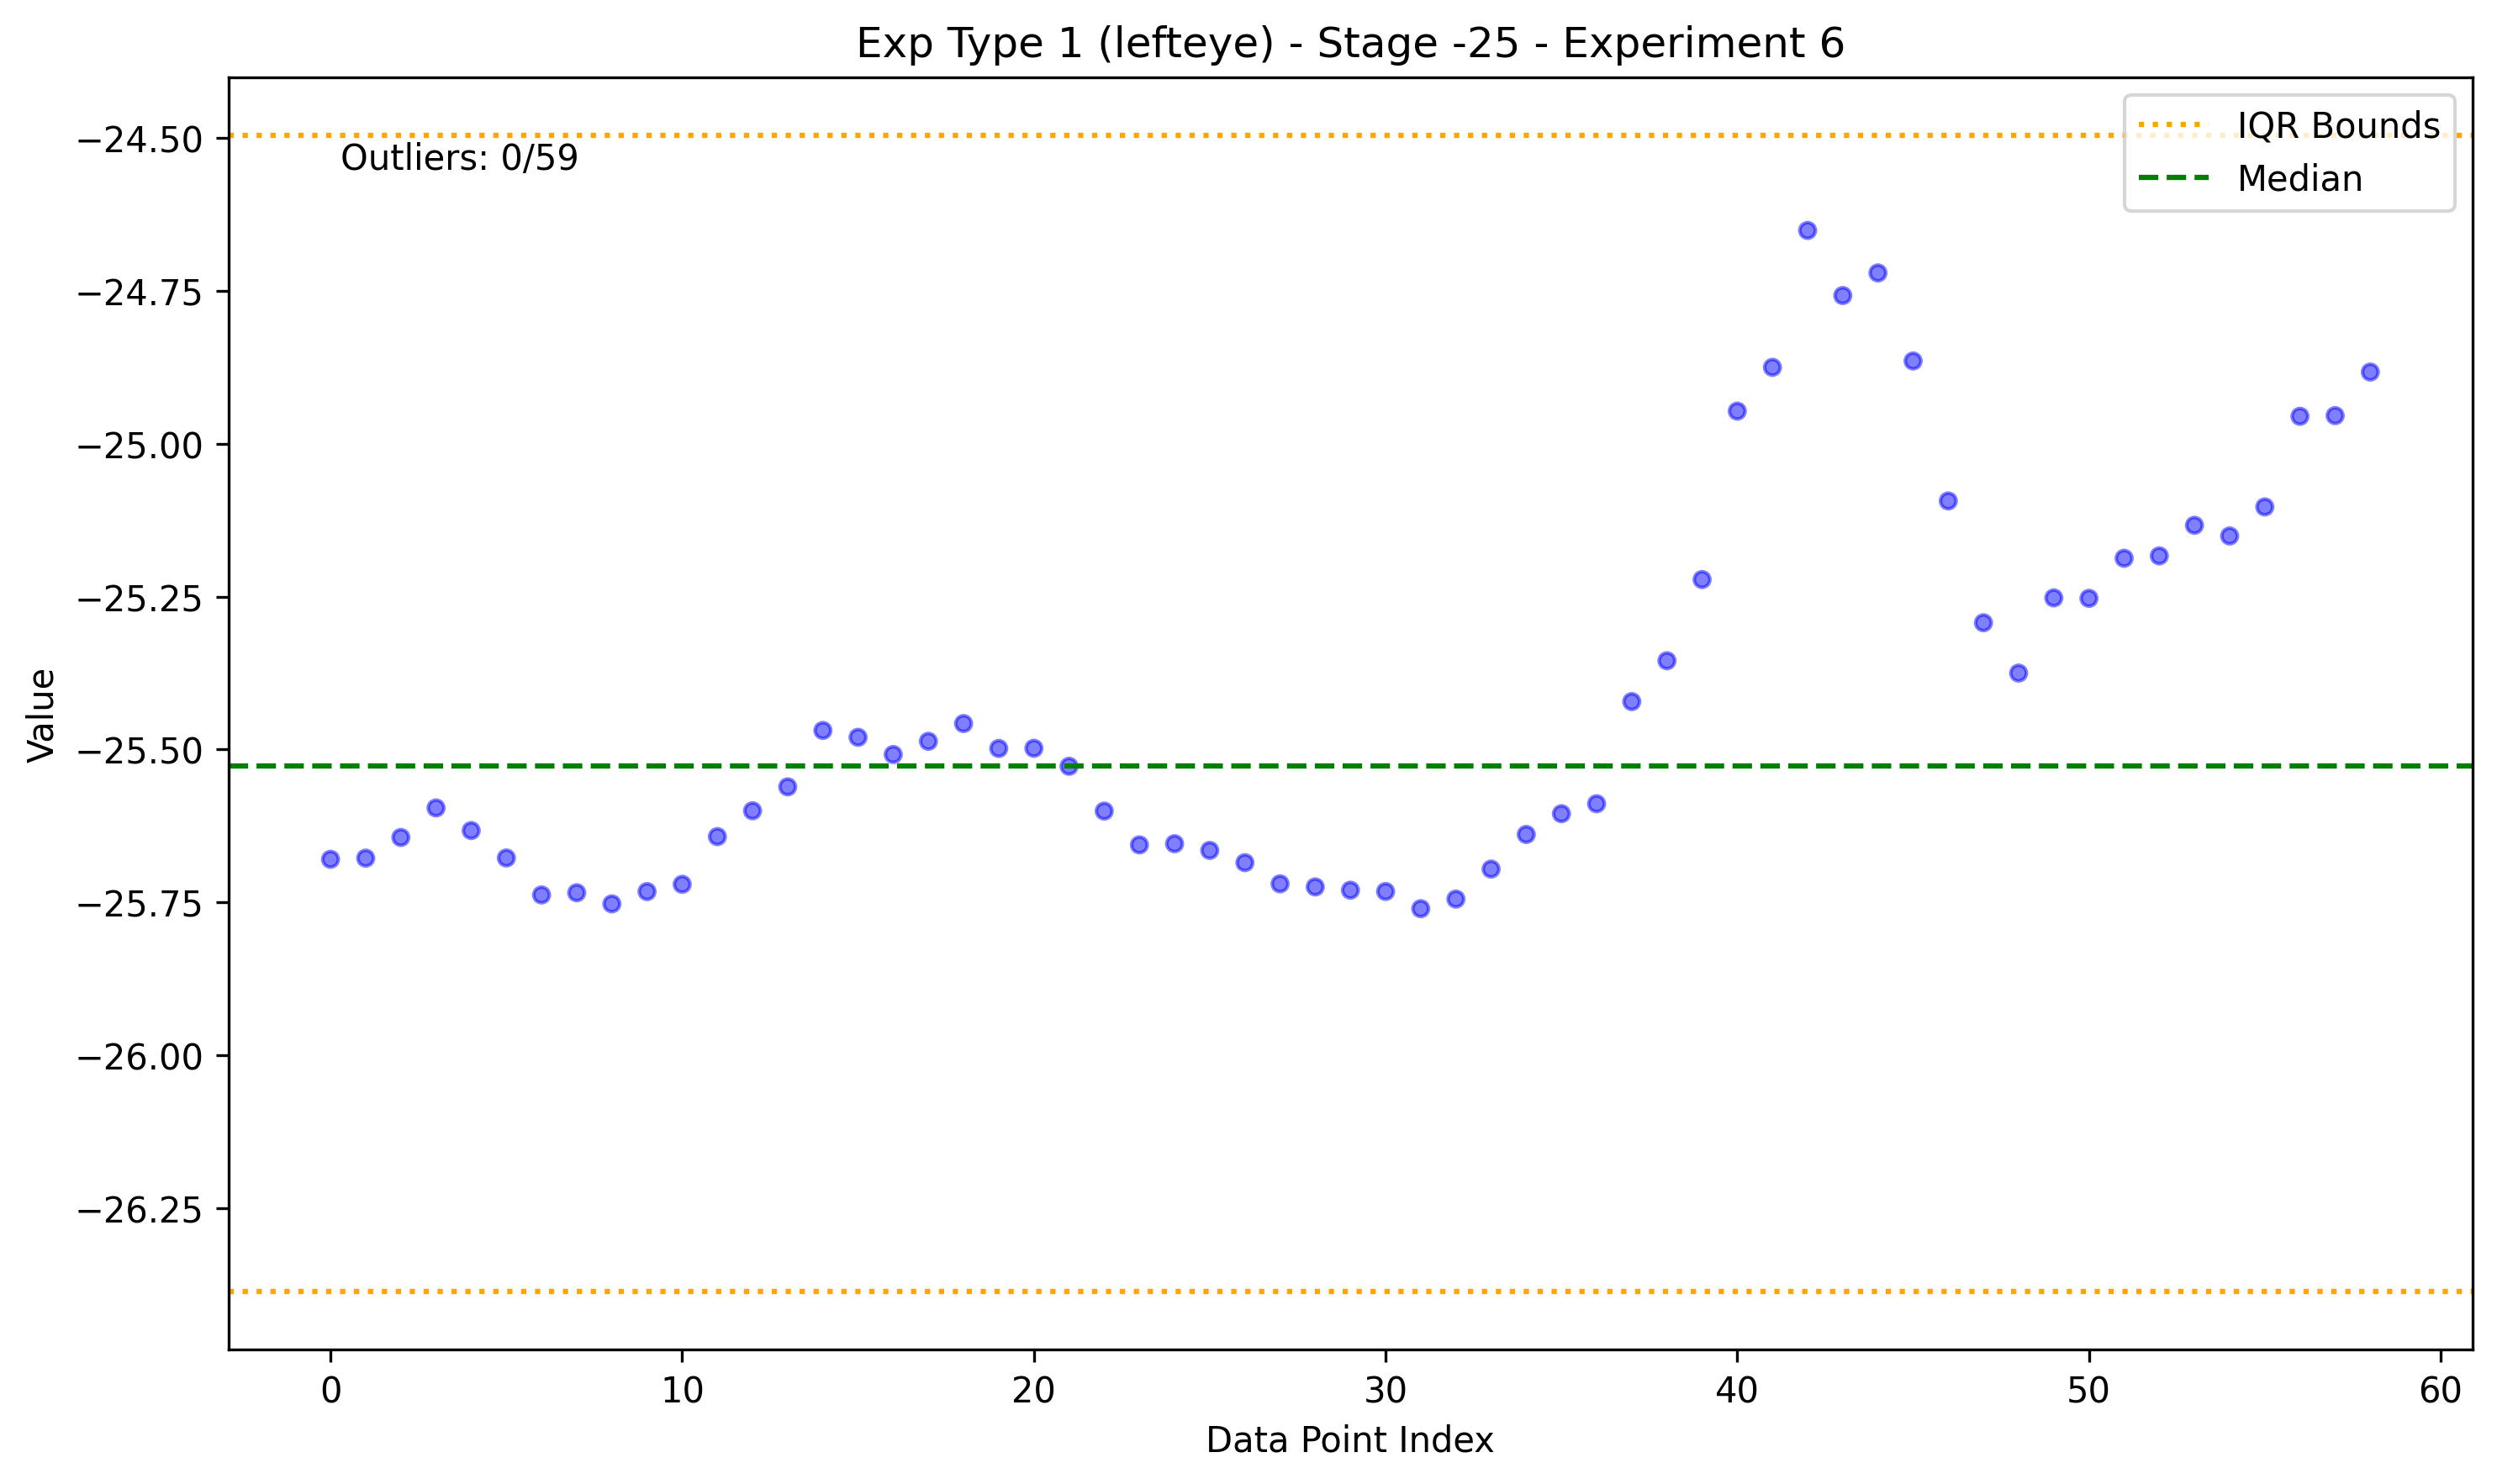 Exp Type 1 (lefteye) - Stage -25 - Experiment 6
IQR Bounds
Median
Outliers: 0/59
−24.50
−24.75
−25.00
−25.25
−25.50
−25.75
−26.00
−26.25
Value
0 10 20 30 40 50 60
Data Point Index